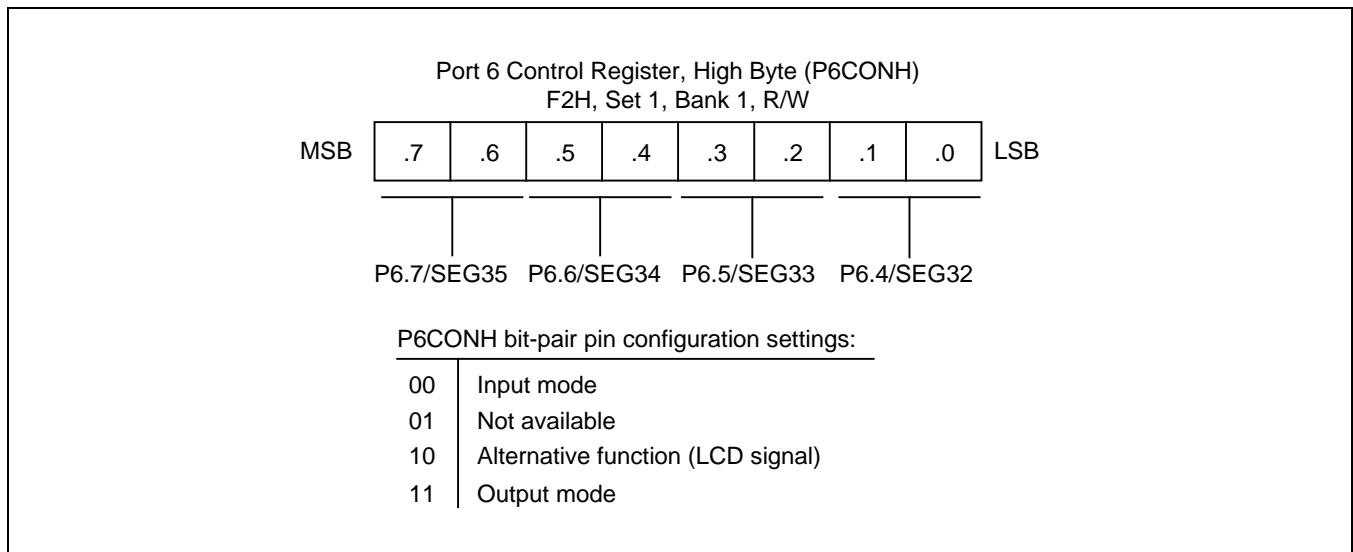 Port 6 Control Register, High Byte (P6CONH)
F2H, Set 1, Bank 1, R/W
MSB .7 .6 .5 .4 .3 .2 .1 .0 LSB
P6.7/SEG35 P6.6/SEG34 P6.5/SEG33 P6.4/SEG32
P6CONH bit-pair pin configuration settings:
00 Input mode
01 Not available
10 Alternative function (LCD signal)
11 Output mode